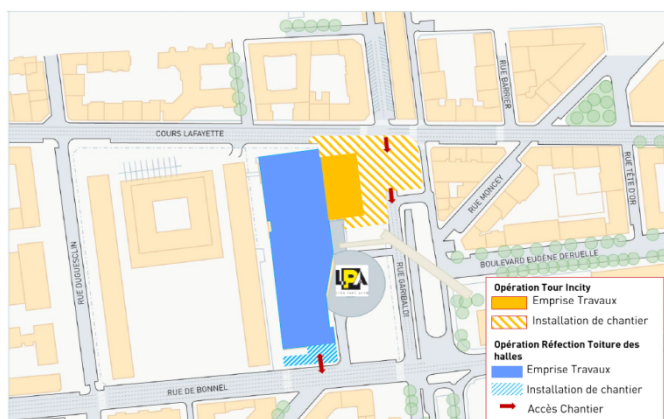 RUE BARRIER
COURS LAFAYETTE
RUE TÊTE D'OR
RUE MONCEY
RUE DUGUESCLIN
BOULEVARD EUGÈNE DERUELLE
RUE GARIBALDI
LPA
RUE DE BONNEL
Opération Tour Incity
Emprise Travaux
Installation de chantier
Opération Réfection Toiture des
halles
Emprise Travaux
Installation de chantier
Accès Chantier